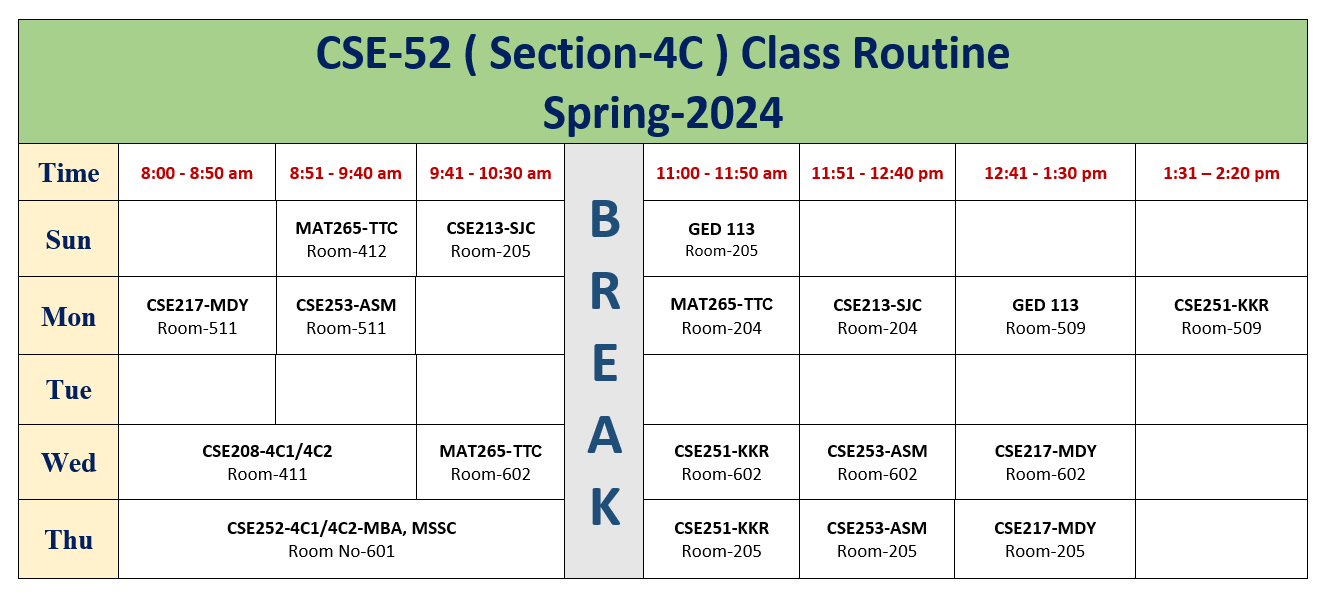 CSE-52 ( Section-4C ) Class Routine
Spring-2024
Time 8:00 - 8:50 am 8:51 - 9:40 am 9:41 - 10:30 am BREAK 11:00 - 11:50 am 11:51 - 12:40 pm 12:41 - 1:30 pm 1:31 – 2:20 pm
Sun
MAT265-TTC CSE213-SJC GED 113
Room-412 Room-205 Room-205
Mon
CSE217-MDY CSE253-ASM MAT265-TTC CSE213-SJC GED 113 CSE251-KKR
Room-511 Room-511 Room-204 Room-204 Room-509 Room-509
Tue
Wed
CSE208-4C1/4C2 MAT265-TTC CSE251-KKR CSE253-ASM CSE217-MDY
Room-411 Room-602 Room-602 Room-602 Room-602
Thu
CSE252-4C1/4C2-MBA, MSSC CSE251-KKR CSE253-ASM CSE217-MDY
Room No-601 Room-205 Room-205 Room-205